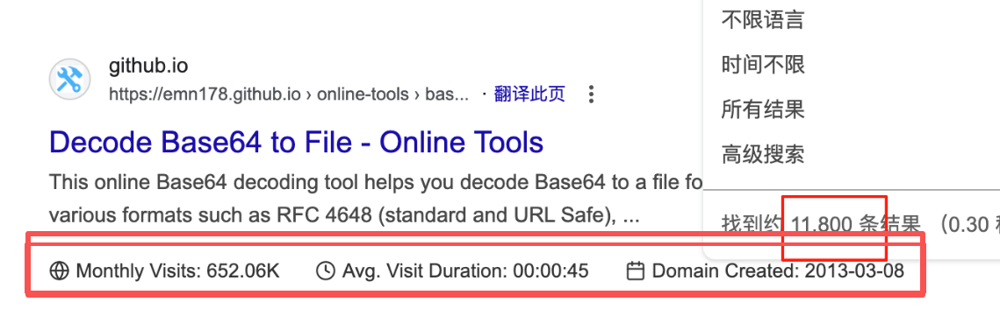 github.io
https://emn178.github.io › online-tools › bas... · 翻译此页
Decode Base64 to File - Online Tools
This online Base64 decoding tool helps you decode Base64 to a file fo
various formats such as RFC 4648 (standard and URL Safe), ...
Monthly Visits: 652.06K Avg. Visit Duration: 00:00:45 Domain Created: 2013-03-08
不限语言
时间不限
所有结果
高级搜索
找到约 11,800 条结果 （0.30